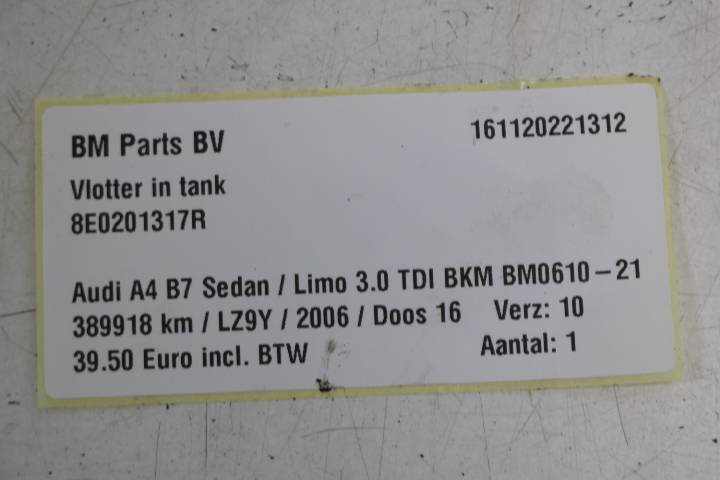 BM Parts BV 161120221312
Vlotter in tank
8E0201317R
Audi A4 B7 Sedan / Limo 3.0 TDI BKM BM0610-21
389918 km / LZ9Y / 2006 / Doos 16 Verz: 10
39.50 Euro incl. BTW Aantal: 1